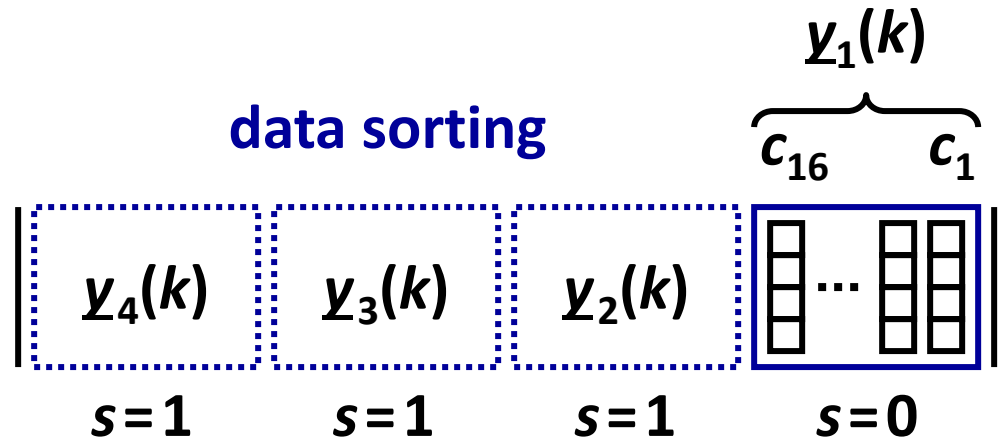 y₁(k)
data sorting
c₁₆ c₁
y₄(k) y₃(k) y₂(k) ...
s=1 s=1 s=1 s=0